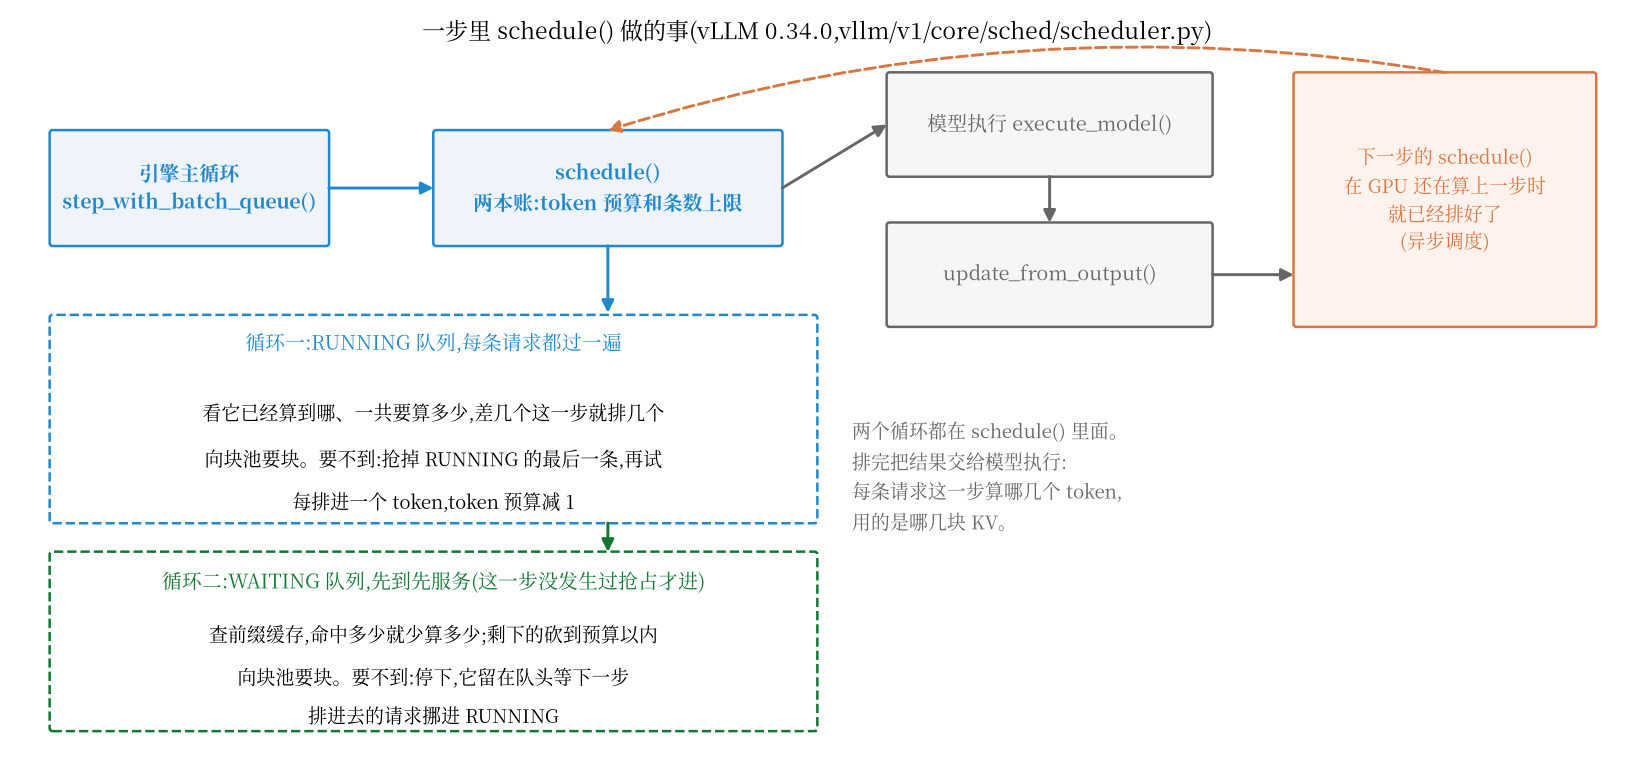 一步里 schedule() 做的事(vLLM 0.34.0,vllm/v1/core/sched/scheduler.py)
引擎主循环
step_with_batch_queue()
schedule()
两本账:token 预算和条数上限
模型执行 execute_model()
update_from_output()
下一步的 schedule()
在 GPU 还在算上一步时
就已经排好了
(异步调度)
循环一:RUNNING 队列,每条请求都过一遍
看它已经算到哪、一共要算多少,差几个这一步就排几个
向块池要块。要不到:抢掉 RUNNING 的最后一条,再试
每排进一个 token,token 预算减 1
两个循环都在 schedule() 里面。
排完把结果交给模型执行:
每条请求这一步算哪几个 token,
用的是哪几块 KV。
循环二:WAITING 队列,先到先服务(这一步没发生过抢占才进)
查前缀缓存,命中多少就少算多少;剩下的砍到预算以内
向块池要块。要不到:停下,它留在队头等下一步
排进去的请求挪进 RUNNING